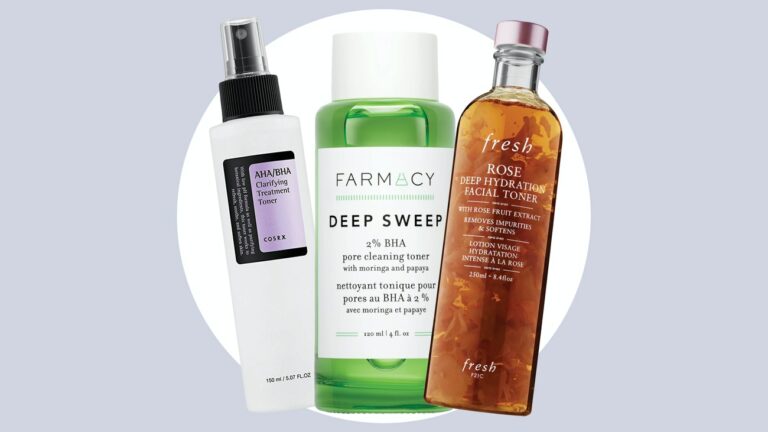 AHA/BHA
Clarifying
Treatment
Toner
COSRX
150 ml / 5.07 FL.OZ
FARMACY
DEEP SWEEP
2% BHA
pore cleaning toner
with moringa and papaya
nettoyant tonique pour
pores au BHA à 2 %
avec moringa et papaye
120 ml | 4 fl. oz
fresh
ROSE
DEEP HYDRATION
FACIAL TONER
WITH ROSE FRUIT EXTRACT
REMOVES IMPURITIES
& SOFTENS
LOTION VISAGE
HYDRATATION
INTENSE À LA ROSE
250ml - 8.4fl.oz
fresh
F21C